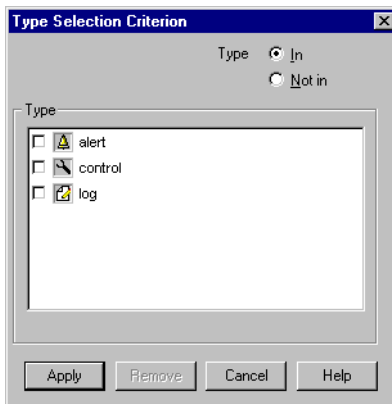 Type Selection Criterion
Type In
Not in
Type
alert
control
log
Apply Remove Cancel Help